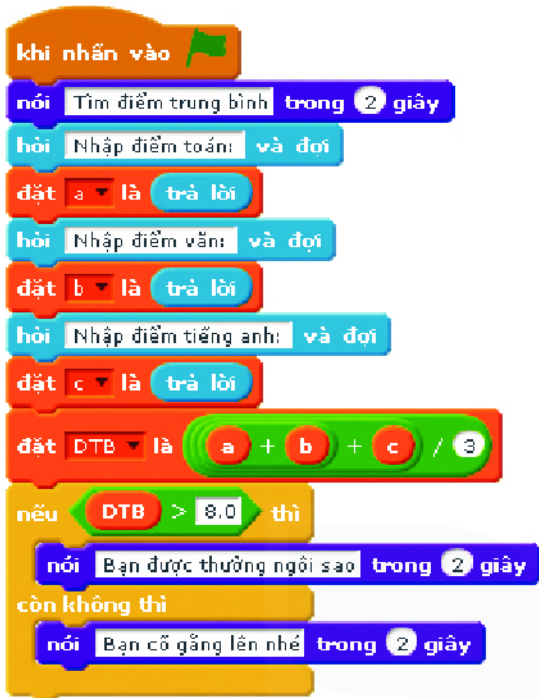 khi nhấn vào
nói Tìm điểm trung bình trong 2 giây
hỏi Nhập điểm toán: và đợi
đặt a là trả lời
hỏi Nhập điểm văn: và đợi
đặt b là trả lời
hỏi Nhập điểm tiếng anh: và đợi
đặt c là trả lời
đặt DTB là a + b + c / 3
nếu DTB > 8.0 thì
nói Bạn được thưởng ngôi sao trong 2 giây
còn không thì
nói Bạn cố gắng lên nhé trong 2 giây